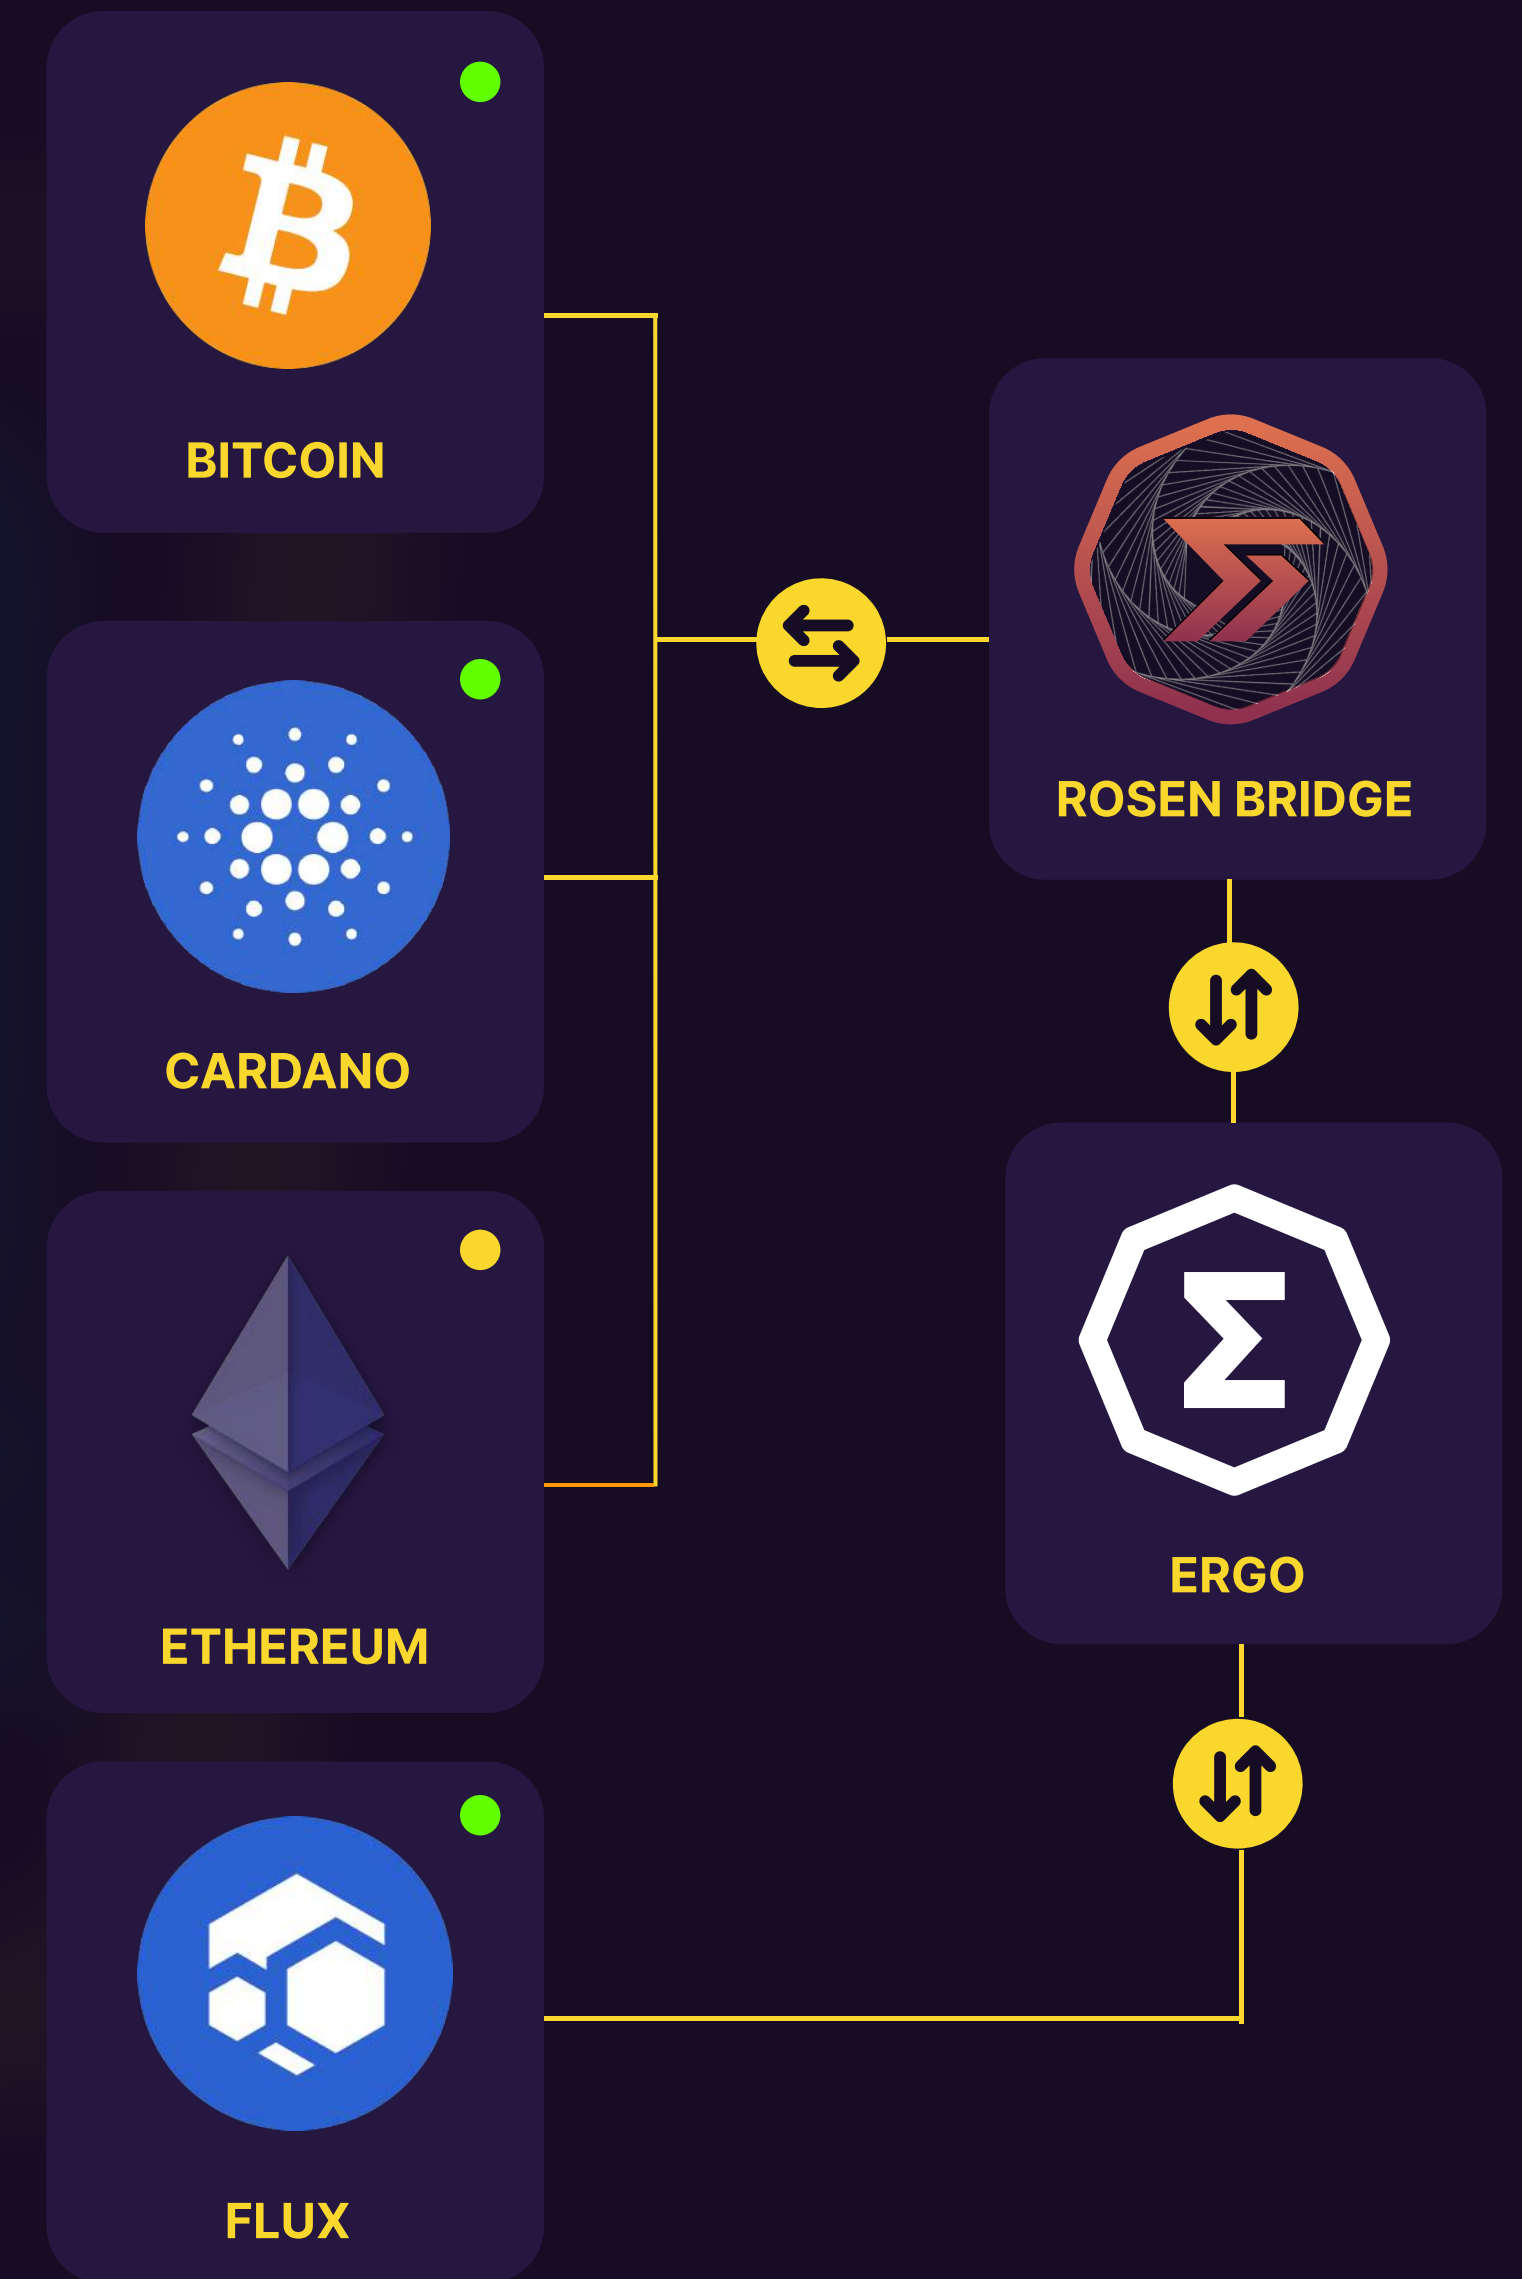 BITCOIN
CARDANO
ETHEREUM
FLUX
ROSEN BRIDGE
ERGO